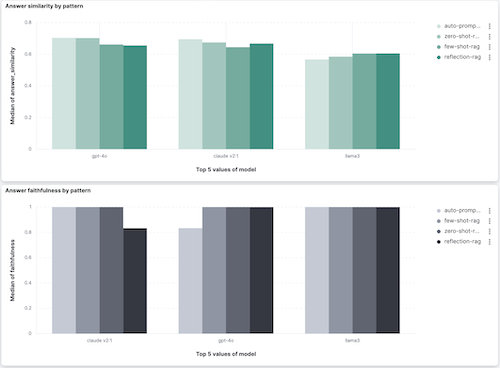 Answer similarity by pattern
0.8
0.6
0.4
0.2
0
Median of answer_similarity
gpt-4o
claude v2.1
llama3
Top 5 values of model
auto-promp...
zero-shot-r...
few-shot-rag
reflection-rag
Answer faithfulness by pattern
1
0.8
0.6
0.4
0.2
0
Median of faithfulness
claude v2.1
gpt-4o
llama3
Top 5 values of model
auto-promp...
few-shot-rag
zero-shot-r...
reflection-rag